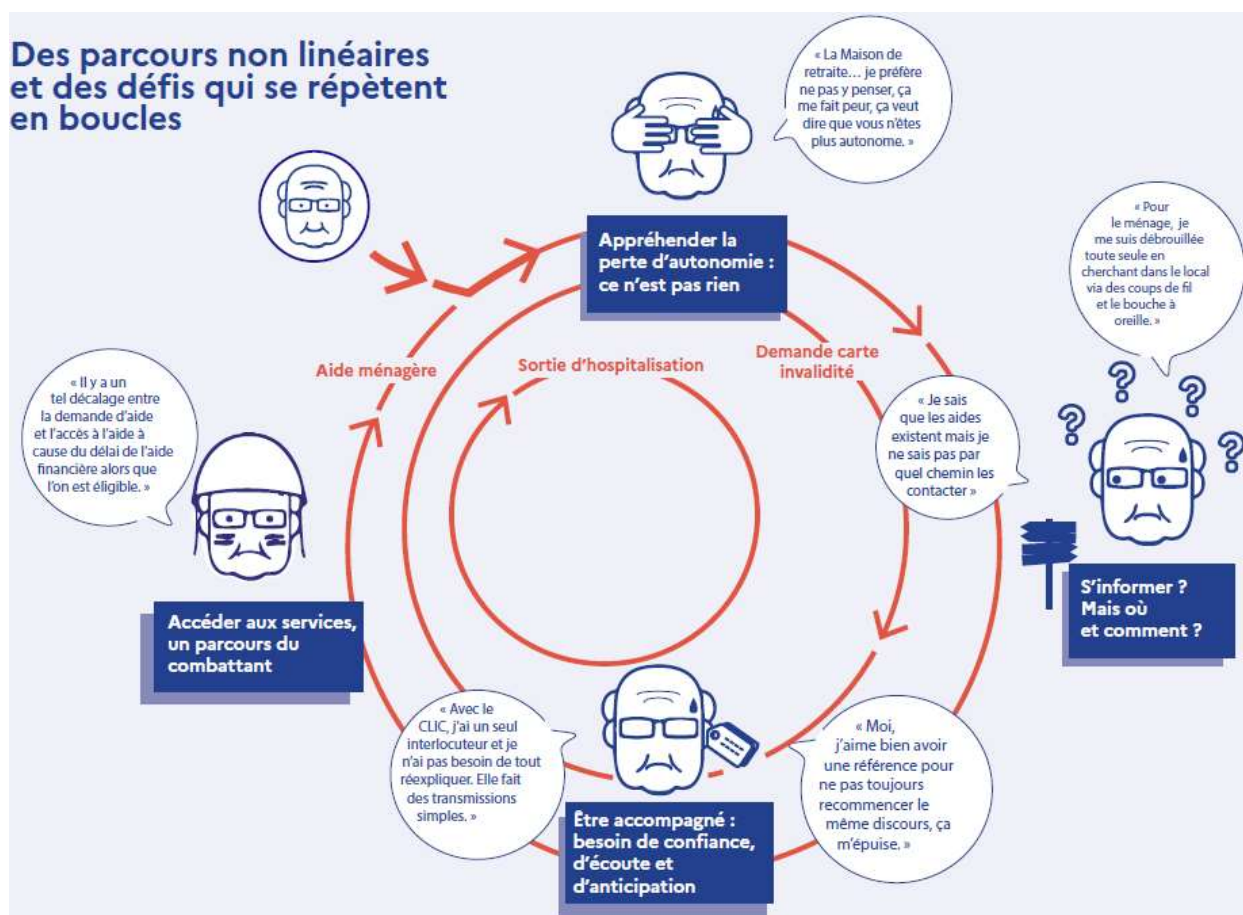 Des parcours non linéaires
et des défis qui se répètent
en boucles
« La Maison de
retraite… je préfère
ne pas y penser, ça
me fait peur, ça veut
dire que vous n'êtes
plus autonome. »
Appréhender la
perte d'autonomie :
ce n'est pas rien
« Pour
le ménage, je
me suis débrouillée
toute seule en
cherchant dans le local
via des coups de fil
et le bouche à
oreille. »
Aide ménagère
Sortie d'hospitalisation
Demande carte
invalidité
« Il y a un
tel décalage entre
la demande d'aide
et l'accès à l'aide à
cause du délai de l'aide
financière alors que
l'on est éligible. »
« Je sais
que les aides
existent mais je
ne sais pas par
quel chemin les
contacter »
? ? ? ?
S'informer ?
Mais où
et comment ?
Accéder aux services,
un parcours du
combattant
« Avec le
CLIC, j'ai un seul
interlocuteur et je
n'ai pas besoin de tout
réexpliquer. Elle fait
des transmissions
simples. »
« Moi,
j'aime bien avoir
une référence pour
ne pas toujours
recommencer le
même discours, ça
m'épuise. »
Être accompagné :
besoin de confiance,
d'écoute et
d'anticipation